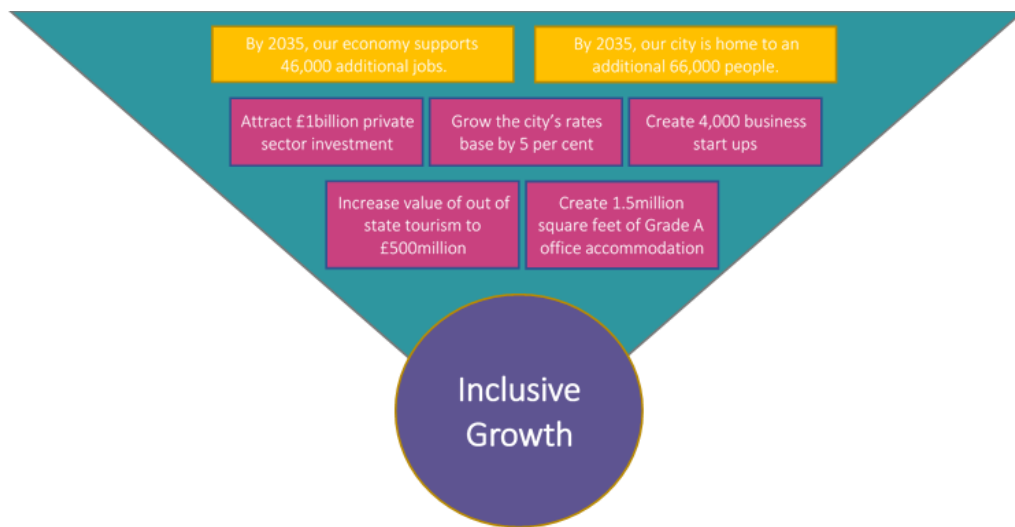 By 2035, our economy supports
46,000 additional jobs.
By 2035, our city is home to an
additional 66,000 people.
Attract £1billion private
sector investment
Grow the city's rates
base by 5 per cent
Create 4,000 business
start ups
Increase value of out of
state tourism to
£500million
Create 1.5million
square feet of Grade A
office accommodation
Inclusive
Growth